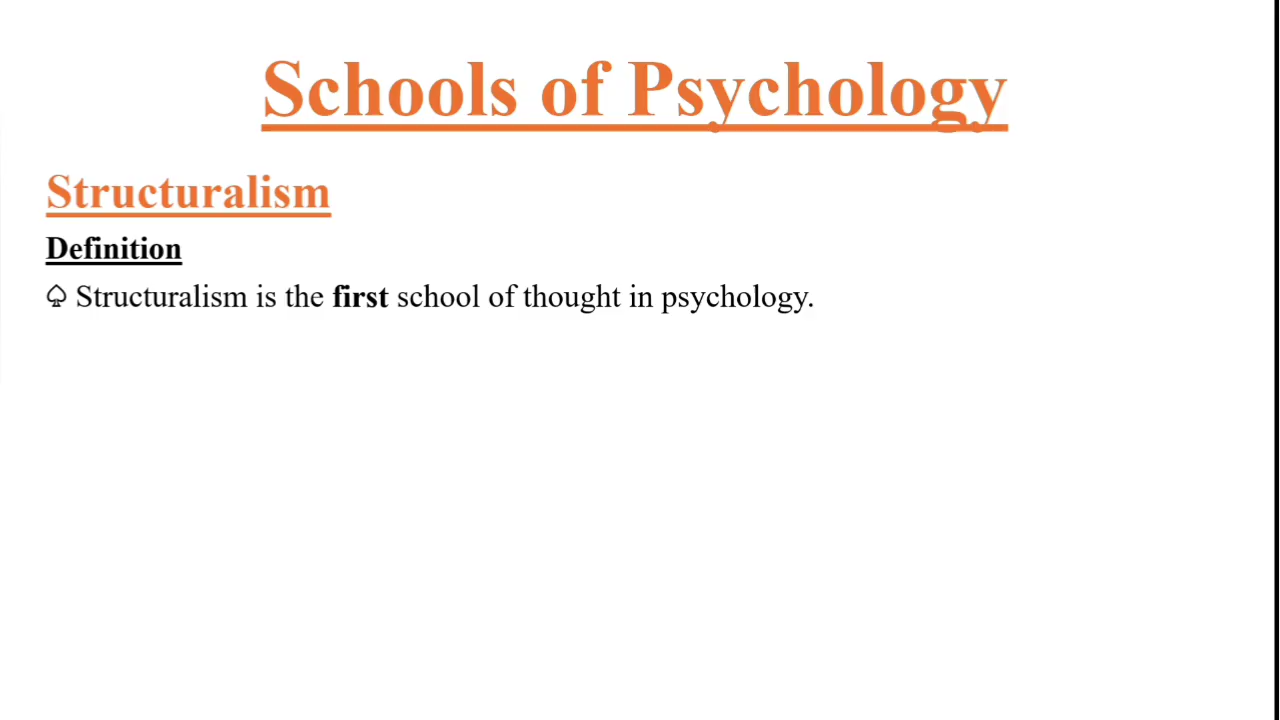 Schools of Psychology
Structuralism
Definition
♤ Structuralism is the first school of thought in psychology.